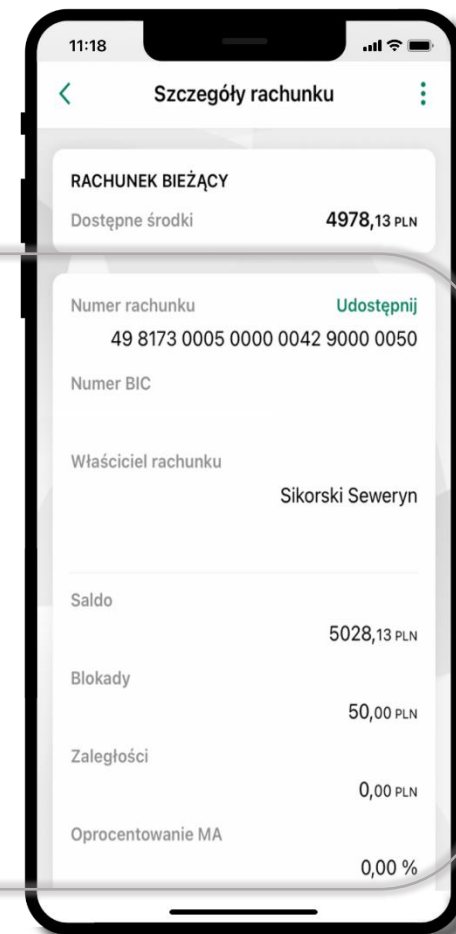 11:18
Szczegóły rachunku
RACHUNEK BIEŻĄCY
Dostępne środki 4978,13 PLN
Numer rachunku Udostępnij
49 8173 0005 0000 0042 9000 0050
Numer BIC
Właściciel rachunku
Sikorski Seweryn
Saldo
5028,13 PLN
Blokady
50,00 PLN
Zaległości
0,00 PLN
Oprocentowanie MA
0,00 %